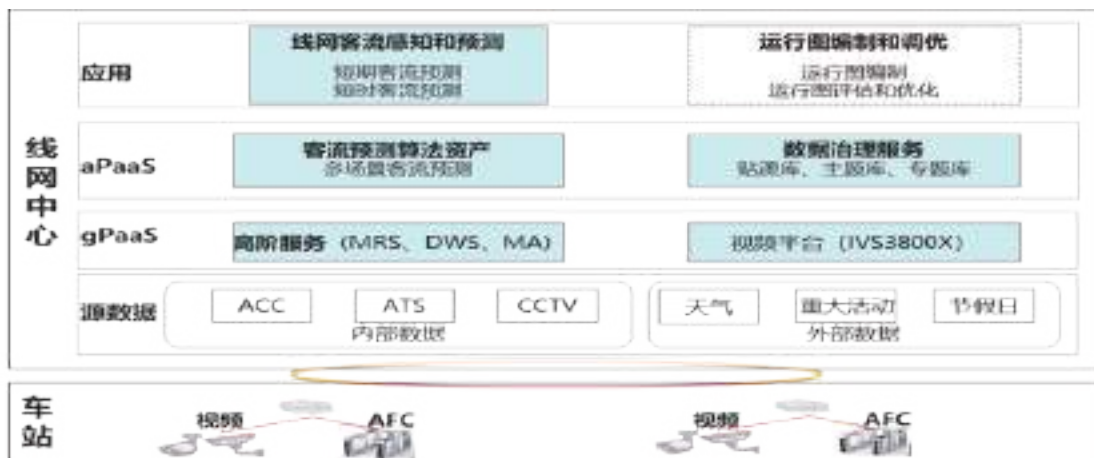 线网中心
应用
线网客流感知和预测
短期客流预测
短时客流预测
运行图编制和调优
运行图编制
运行图评估和优化
aPaaS
客流预测算法资产
多场景客流预测
数据治理服务
贴源库、主题库、专题库
gPaaS
高阶服务（MRS、DWS、MA）
视频平台（IVS3800X）
源数据
ACC
ATS
CCTV
内部数据
天气
重大活动
节假日
外部数据
车站
视频
AFC
视频
AFC